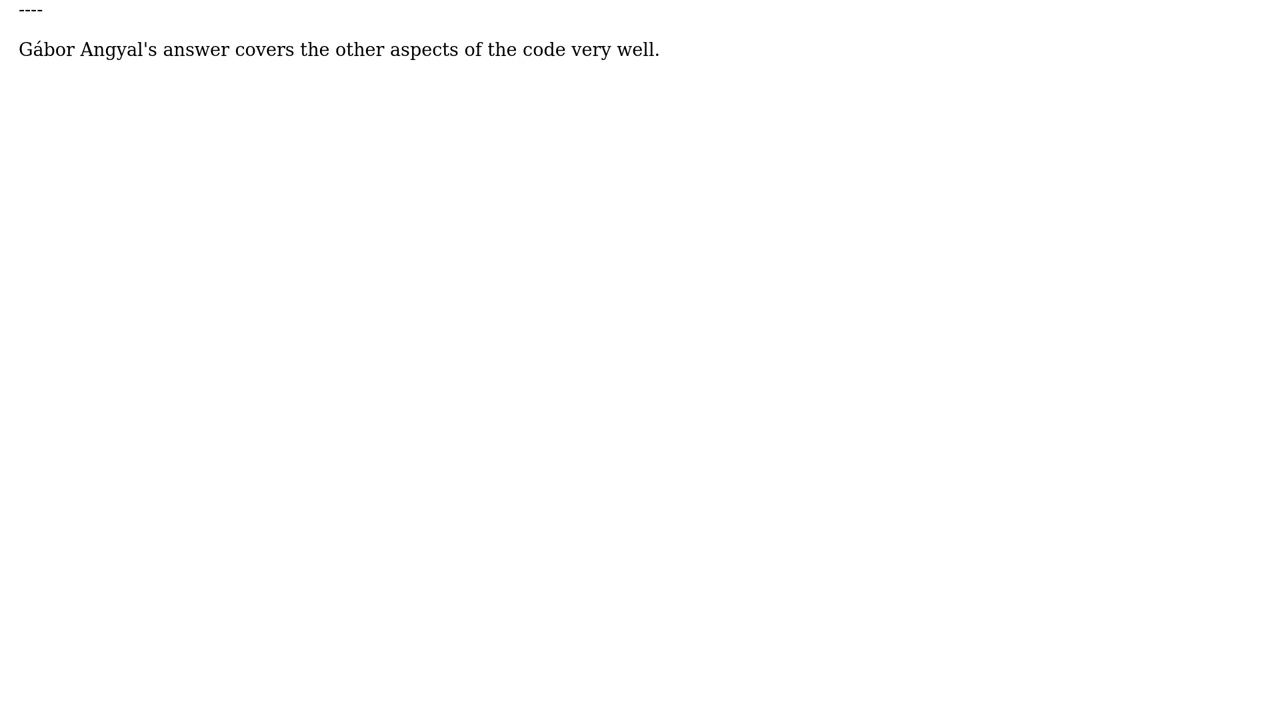 ----
Gábor Angyal's answer covers the other aspects of the code very well.